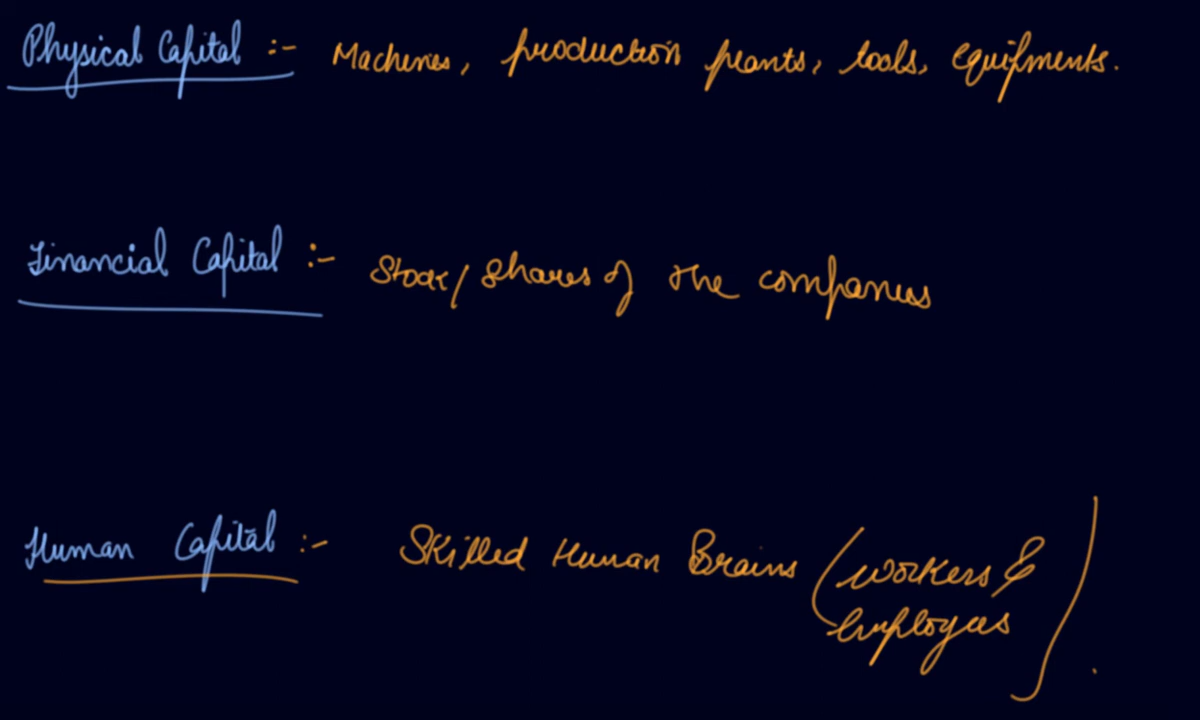 Physical Capital :- Machenies, production plants, tools, equipments.
Financial Capital :- Stock/shares of the companies
Human Capital :- Skilled Human Brains (workers &
employees)